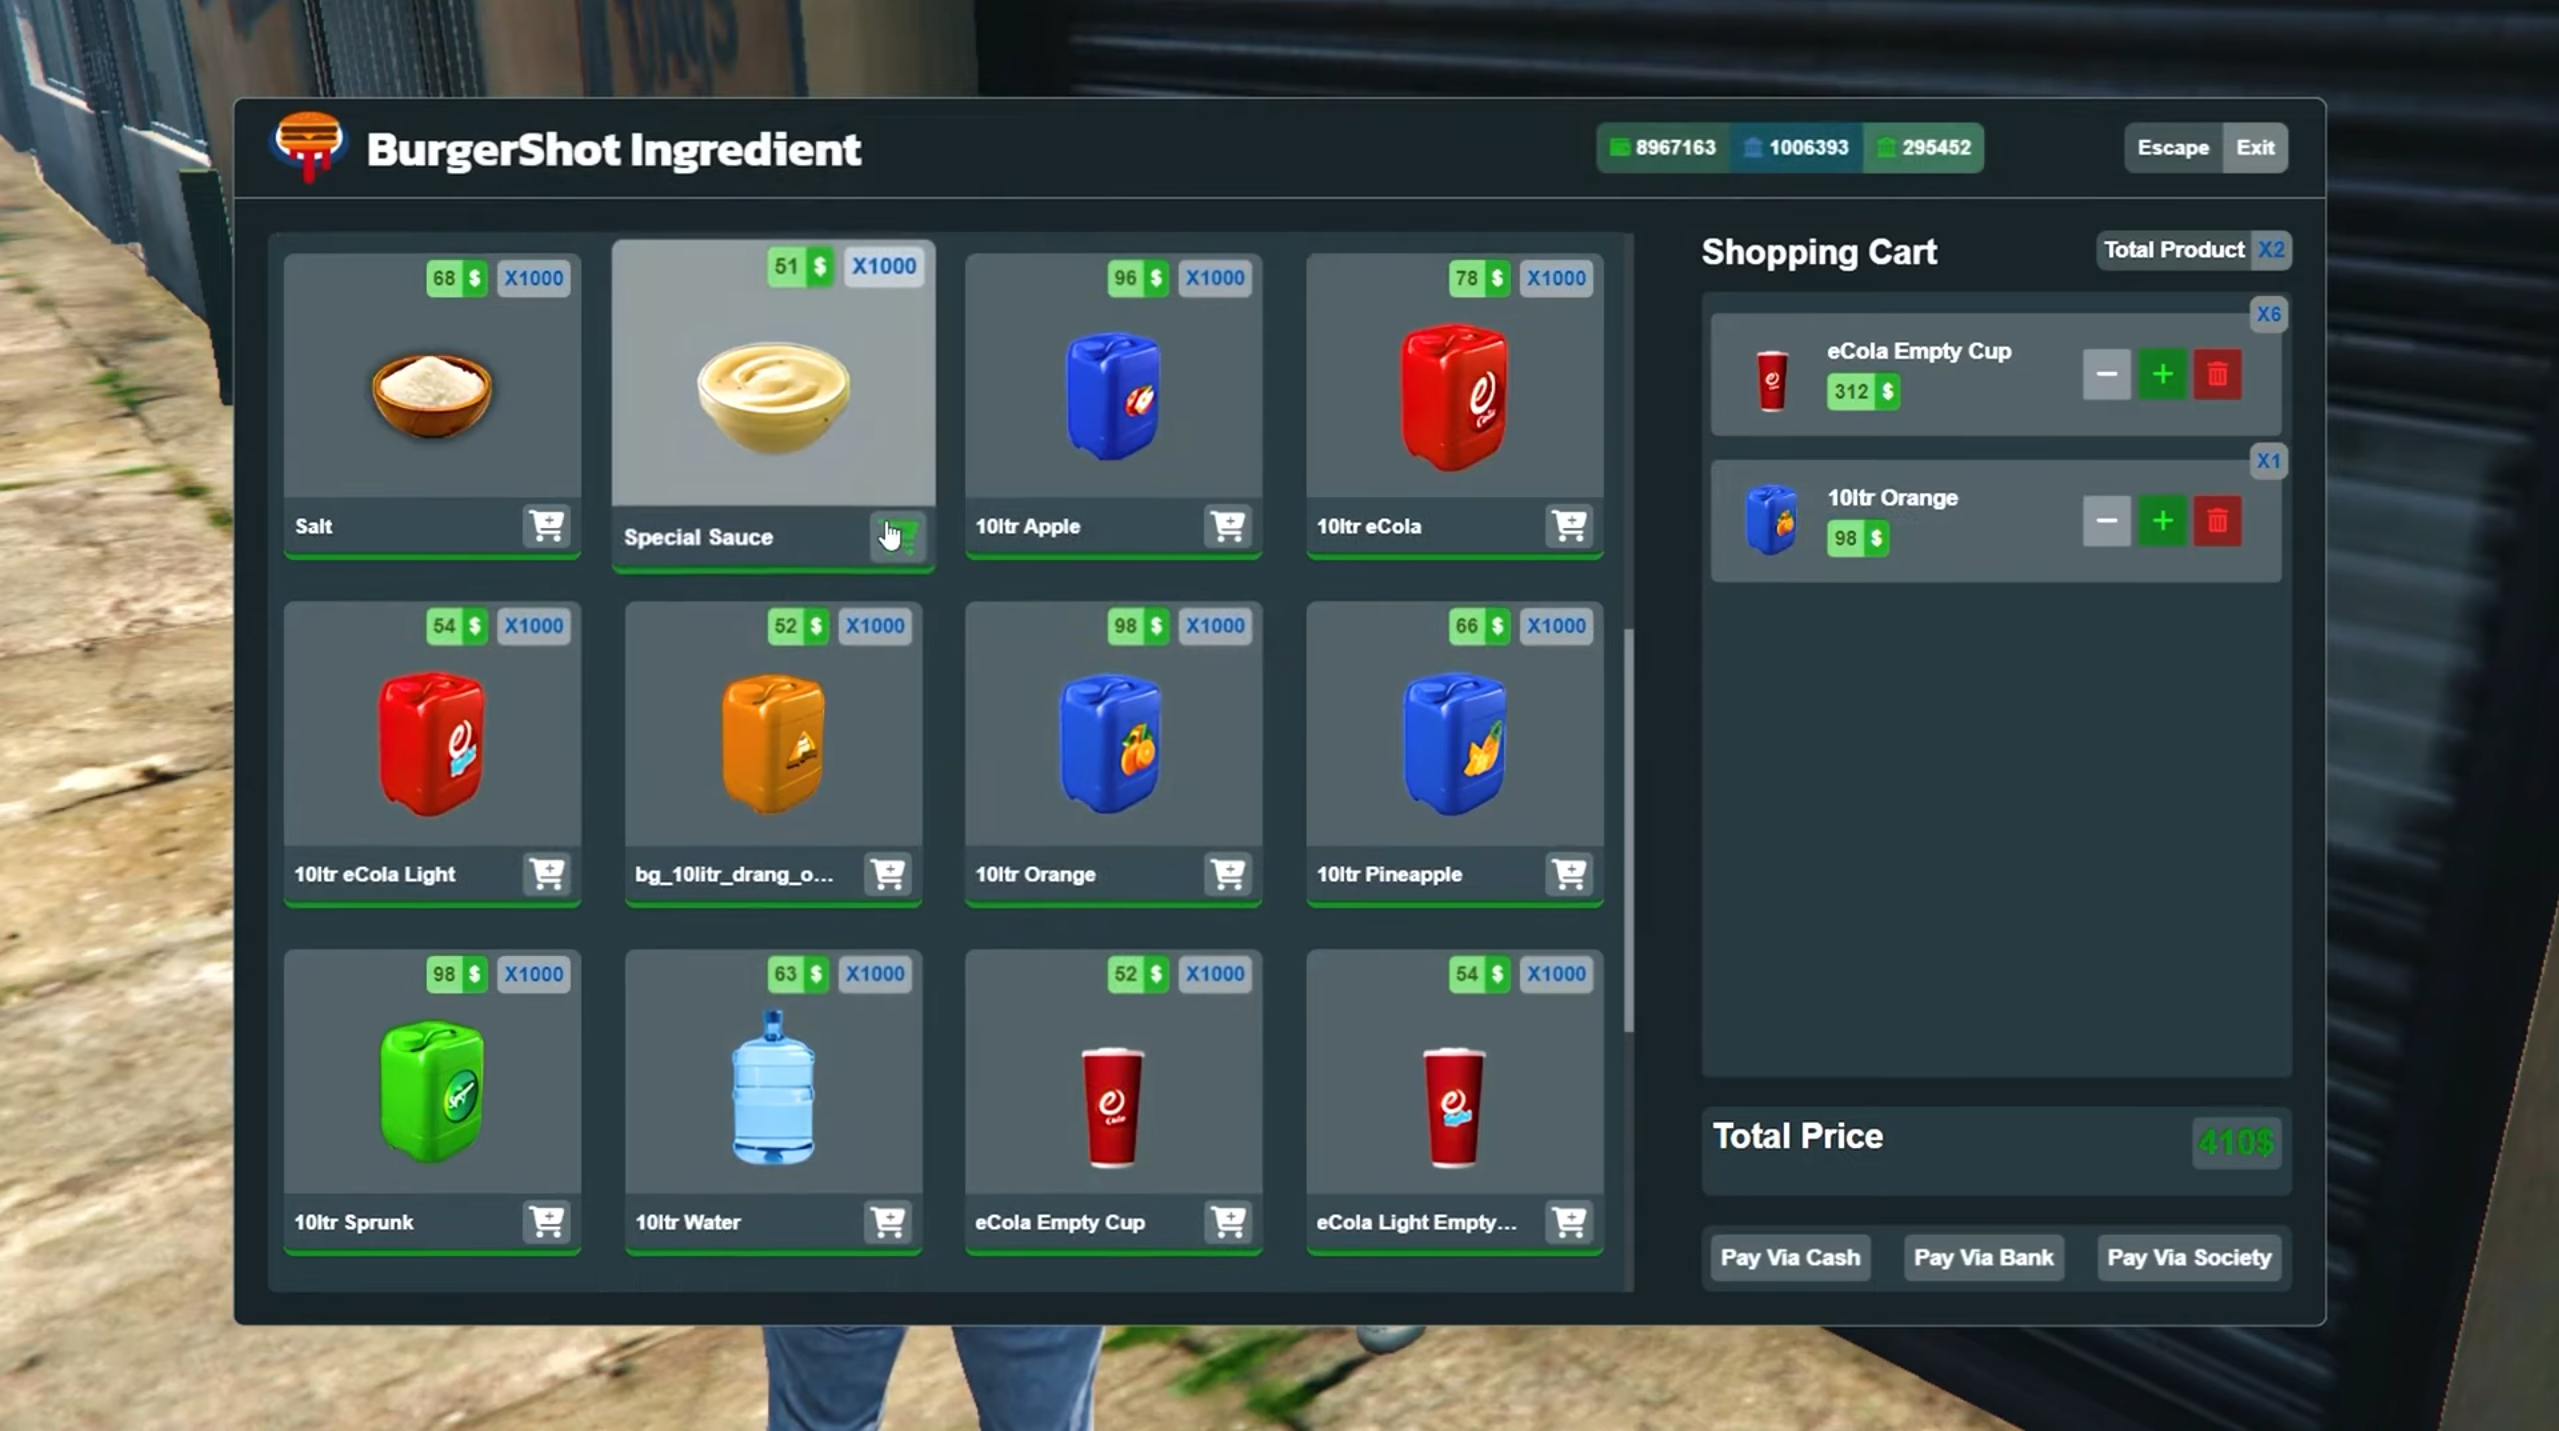 BurgerShot Ingredient
8967163 1006393 295452
Escape Exit
68 $ X1000
Salt
51 $ X1000
Special Sauce
96 $ X1000
10ltr Apple
78 $ X1000
10ltr eCola
54 $ X1000
10ltr eCola Light
52 $ X1000
bg_10litr_drang_o...
98 $ X1000
10ltr Orange
66 $ X1000
10ltr Pineapple
98 $ X1000
10ltr Sprunk
63 $ X1000
10ltr Water
52 $ X1000
eCola Empty Cup
54 $ X1000
eCola Light Empty...
Shopping Cart
Total Product X2
X6
eCola Empty Cup
312 $
X1
10ltr Orange
98 $
Total Price
410$
Pay Via Cash
Pay Via Bank
Pay Via Society